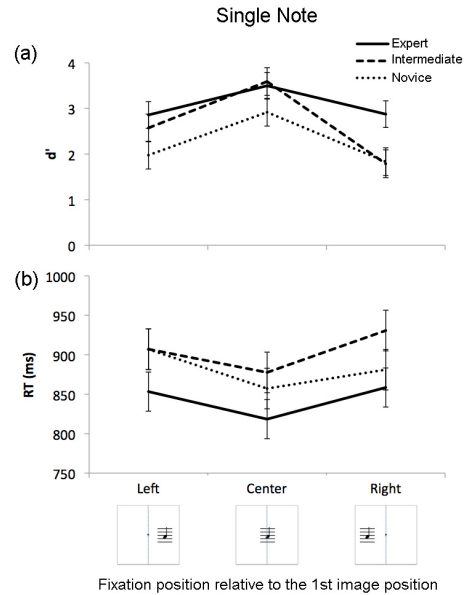 Single Note
(a)
Expert
Intermediate
Novice
4
3
2
1
0
d'
(b)
1000
950
900
850
800
750
RT (ms)
Left Center Right
Fixation position relative to the 1st image position